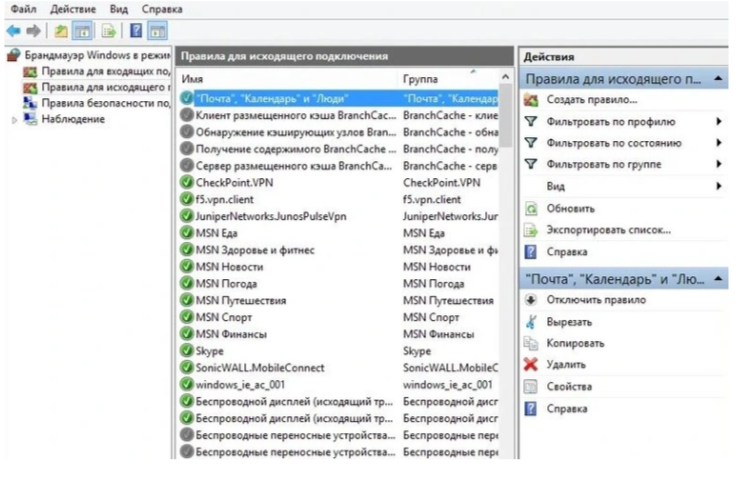 Файл Действие Вид Справка
Брандмауэр Windows в режим
Правила для входящих по
Правила для исходящего п
Правила безопасности по
Наблюдение
Правила для исходящего подключения
Имя Группа
"Почта", "Календарь" и "Люди" "Почта", "Календар
Клиент размещенного кэша BranchCac... BranchCache - клие
Обнаружение кэширующих узлов Bran... BranchCache - обна
Получение содержимого BranchCache ... BranchCache - полу
Сервер размещенного кэша BranchCa... BranchCache - серв
CheckPoint.VPN CheckPoint.VPN
f5.vpn.client f5.vpn.client
JuniperNetworks.JunosPulseVpn JuniperNetworks.Jur
MSN Еда MSN Еда
MSN Здоровье и фитнес MSN Здоровье и фи
MSN Новости MSN Новости
MSN Погода MSN Погода
MSN Путешествия MSN Путешествия
MSN Спорт MSN Спорт
MSN Финансы MSN Финансы
Skype Skype
SonicWALL.MobileConnect SonicWALL.MobileC
windows_ie_ac_001 windows_ie_ac_001
Беспроводной дисплей (исходящий тр... Беспроводной дисп
Беспроводной дисплей (исходящий тр... Беспроводной дисп
Беспроводные переносные устройства... Беспроводные пере
Беспроводные переносные устройства... Беспроводные пере
Действия
Правила для исходящего п...
Создать правило...
Фильтровать по профилю
Фильтровать по состоянию
Фильтровать по группе
Вид
Обновить
Экспортировать список...
Справка
"Почта", "Календарь" и "Лю...
Отключить правило
Вырезать
Копировать
Удалить
Свойства
Справка